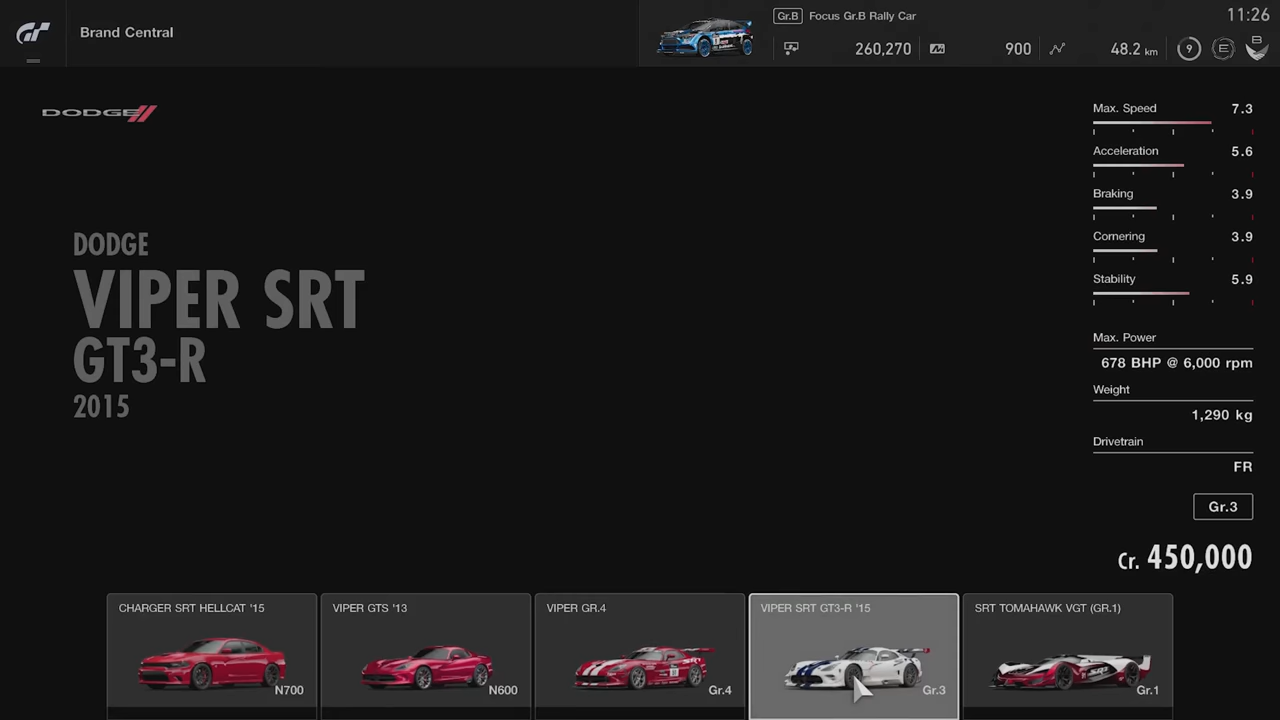 Brand Central
Gr.B Focus Gr.B Rally Car
11:26
260,270 900 48.2 km 9 E B
DODGE
DODGE
VIPER SRT
GT3-R
2015
Max. Speed 7.3
Acceleration 5.6
Braking 3.9
Cornering 3.9
Stability 5.9
Max. Power
678 BHP @ 6,000 rpm
Weight
1,290 kg
Drivetrain
FR
Gr.3
Cr. 450,000
CHARGER SRT HELLCAT '15
N700
VIPER GTS '13
N600
VIPER GR.4
Gr.4
VIPER SRT GT3-R '15
Gr.3
SRT TOMAHAWK VGT (GR.1)
Gr.1